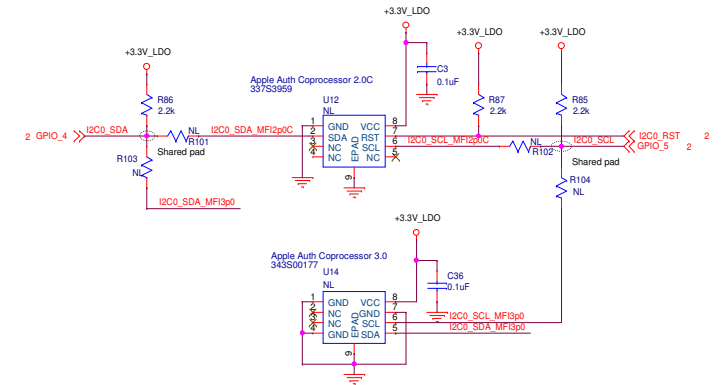 +3.3V_LDO
+3.3V_LDO
+3.3V_LDO
+3.3V_LDO
Apple Auth Coprocessor 2.0C
337S3959
C3
0.1uF
R86
2.2k
U12
NL
R87
2.2k
R85
2.2k
2 GPIO_4
I2C0_SDA
NL
R101
I2C0_SDA_MFI2p0C
1
2
3
4
GND
SDA
NC
NC
EPAD
VCC
RST
SCL
NC
8
7
6
5
9
I2C0_SCL_MFI2p0C
NL
R102
I2C0_SCL
I2C0_RST 2
GPIO_5 2
Shared pad
Shared pad
R103
NL
R104
NL
I2C0_SDA_MFI3p0
+3.3V_LDO
Apple Auth Coprocessor 3.0
343S00177
U14
NL
C36
0.1uF
1
2
3
4
GND
NC
NC
GND
EPAD
VCC
GND
SCL
SDA
8
7
6
5
9
I2C0_SCL_MFI3p0
I2C0_SDA_MFI3p0